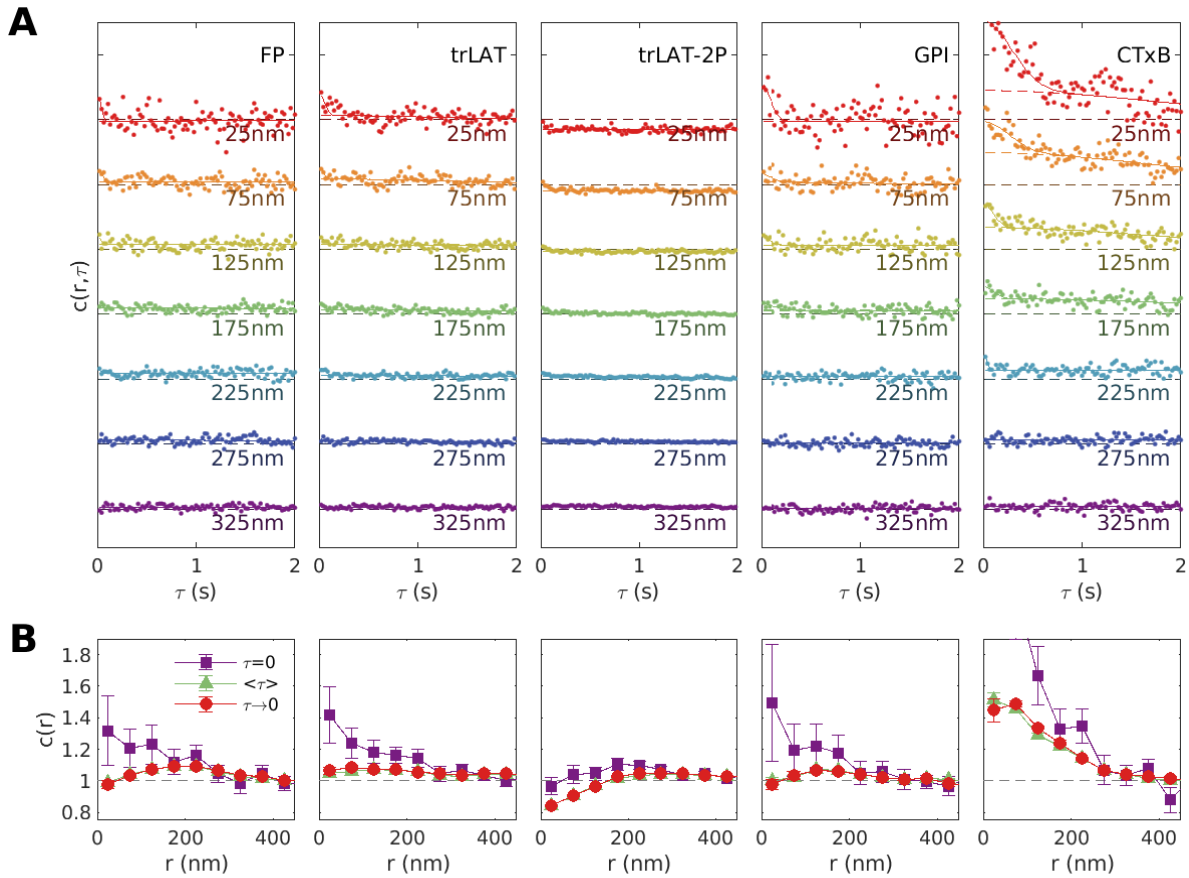 A
FP
trLAT
trLAT-2P
GPI
CTxB
c(r,τ)
25nm 25nm 25nm 25nm 25nm
75nm 75nm 75nm 75nm 75nm
125nm 125nm 125nm 125nm 125nm
175nm 175nm 175nm 175nm 175nm
225nm 225nm 225nm 225nm 225nm
275nm 275nm 275nm 275nm 275nm
325nm 325nm 325nm 325nm 325nm
0 1 2 0 1 2 0 1 2 0 1 2 0 1 2
τ (s) τ (s) τ (s) τ (s) τ (s)
B
c(r)
1.8
1.6
1.4
1.2
1
0.8
τ=0
<τ>
τ→0
0 200 400 0 200 400 0 200 400 0 200 400 0 200 400
r (nm) r (nm) r (nm) r (nm) r (nm)